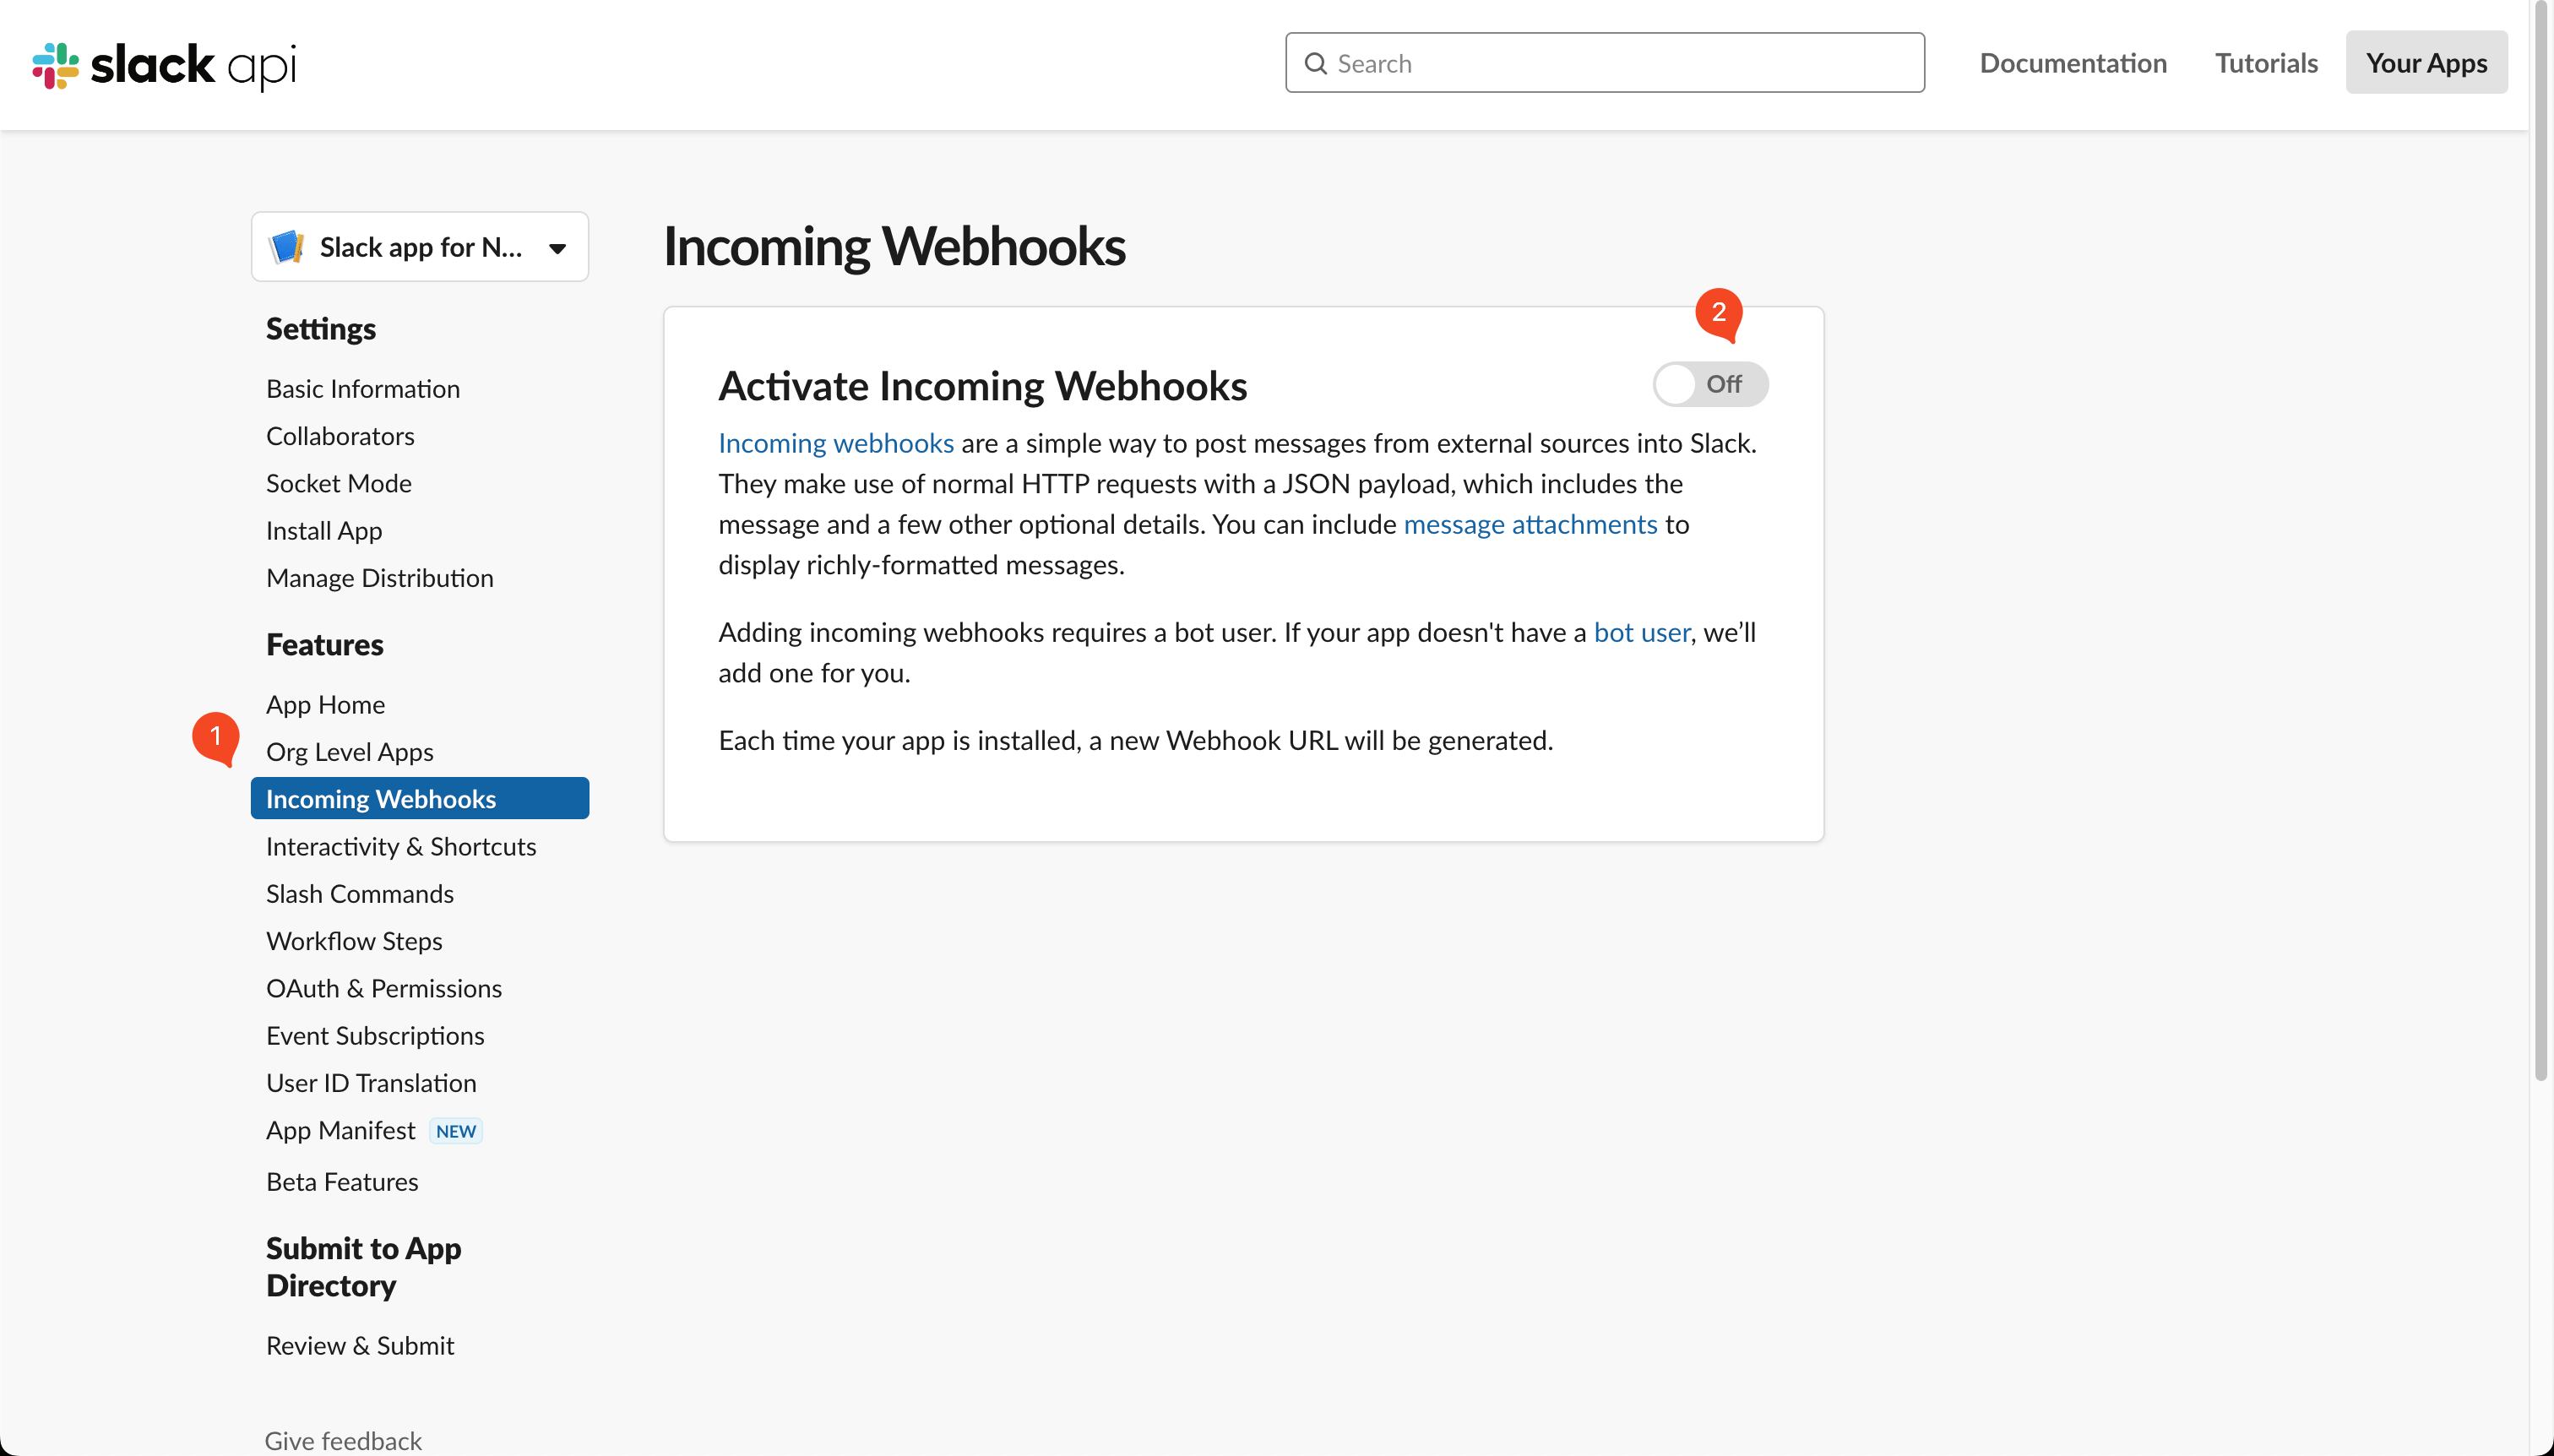 slack api
Search
Documentation
Tutorials
Your Apps
Slack app for N...
Settings
Basic Information
Collaborators
Socket Mode
Install App
Manage Distribution
Features
App Home
1
Org Level Apps
Incoming Webhooks
Interactivity & Shortcuts
Slash Commands
Workflow Steps
OAuth & Permissions
Event Subscriptions
User ID Translation
App Manifest NEW
Beta Features
Submit to App
Directory
Review & Submit
Give feedback
Incoming Webhooks
2
Activate Incoming Webhooks
Off
Incoming webhooks are a simple way to post messages from external sources into Slack.
They make use of normal HTTP requests with a JSON payload, which includes the
message and a few other optional details. You can include message attachments to
display richly-formatted messages.
Adding incoming webhooks requires a bot user. If your app doesn't have a bot user, we’ll
add one for you.
Each time your app is installed, a new Webhook URL will be generated.